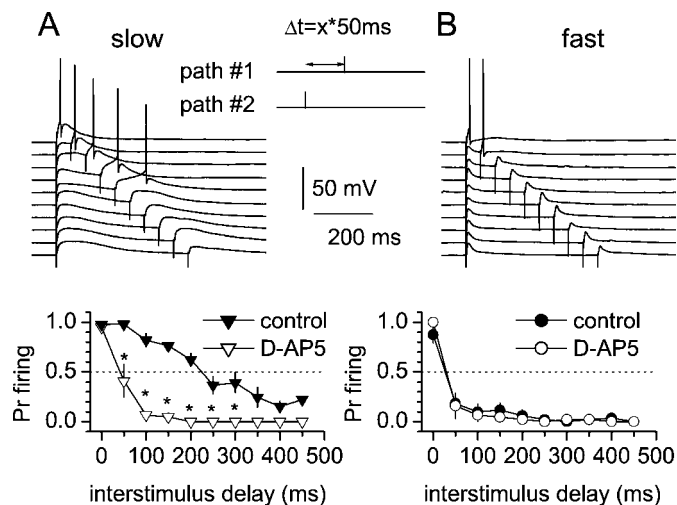 A
slow
Δt=x*50ms
path #1
path #2
B
fast
50 mV
200 ms
Pr firing
1.0
0.5
0.0
control
D-AP5
* * * * * *
0 100 200 300 400 500
interstimulus delay (ms)
Pr firing
1.0
0.5
0.0
control
D-AP5
0 100 200 300 400 500
interstimulus delay (ms)